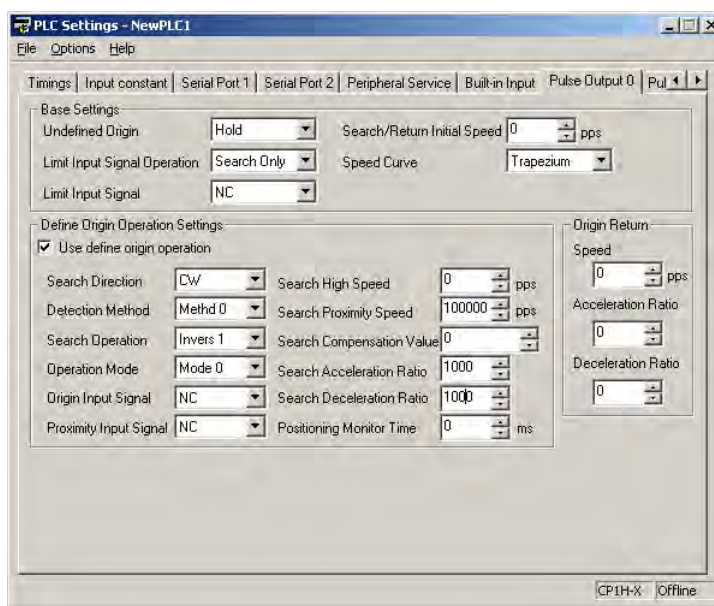 PLC Settings - NewPLC1
File Options Help
Timings Input constant Serial Port 1 Serial Port 2 Peripheral Service Built-in Input Pulse Output 0 Pul
Base Settings
Undefined Origin Hold Search/Return Initial Speed 0 pps
Limit Input Signal Operation Search Only Speed Curve Trapezium
Limit Input Signal NC
Define Origin Operation Settings Origin Return
Use define origin operation Speed
Search Direction CW Search High Speed 0 pps 0 pps
Detection Method Methd 0 Search Proximity Speed 100000 pps Acceleration Ratio
Search Operation Invers 1 Search Compensation Value 0 0
Operation Mode Mode 0 Search Acceleration Ratio 1000 Deceleration Ratio
Origin Input Signal NC Search Deceleration Ratio 1000 0
Proximity Input Signal NC Positioning Monitor Time 0 ms
CP1H-X Offline